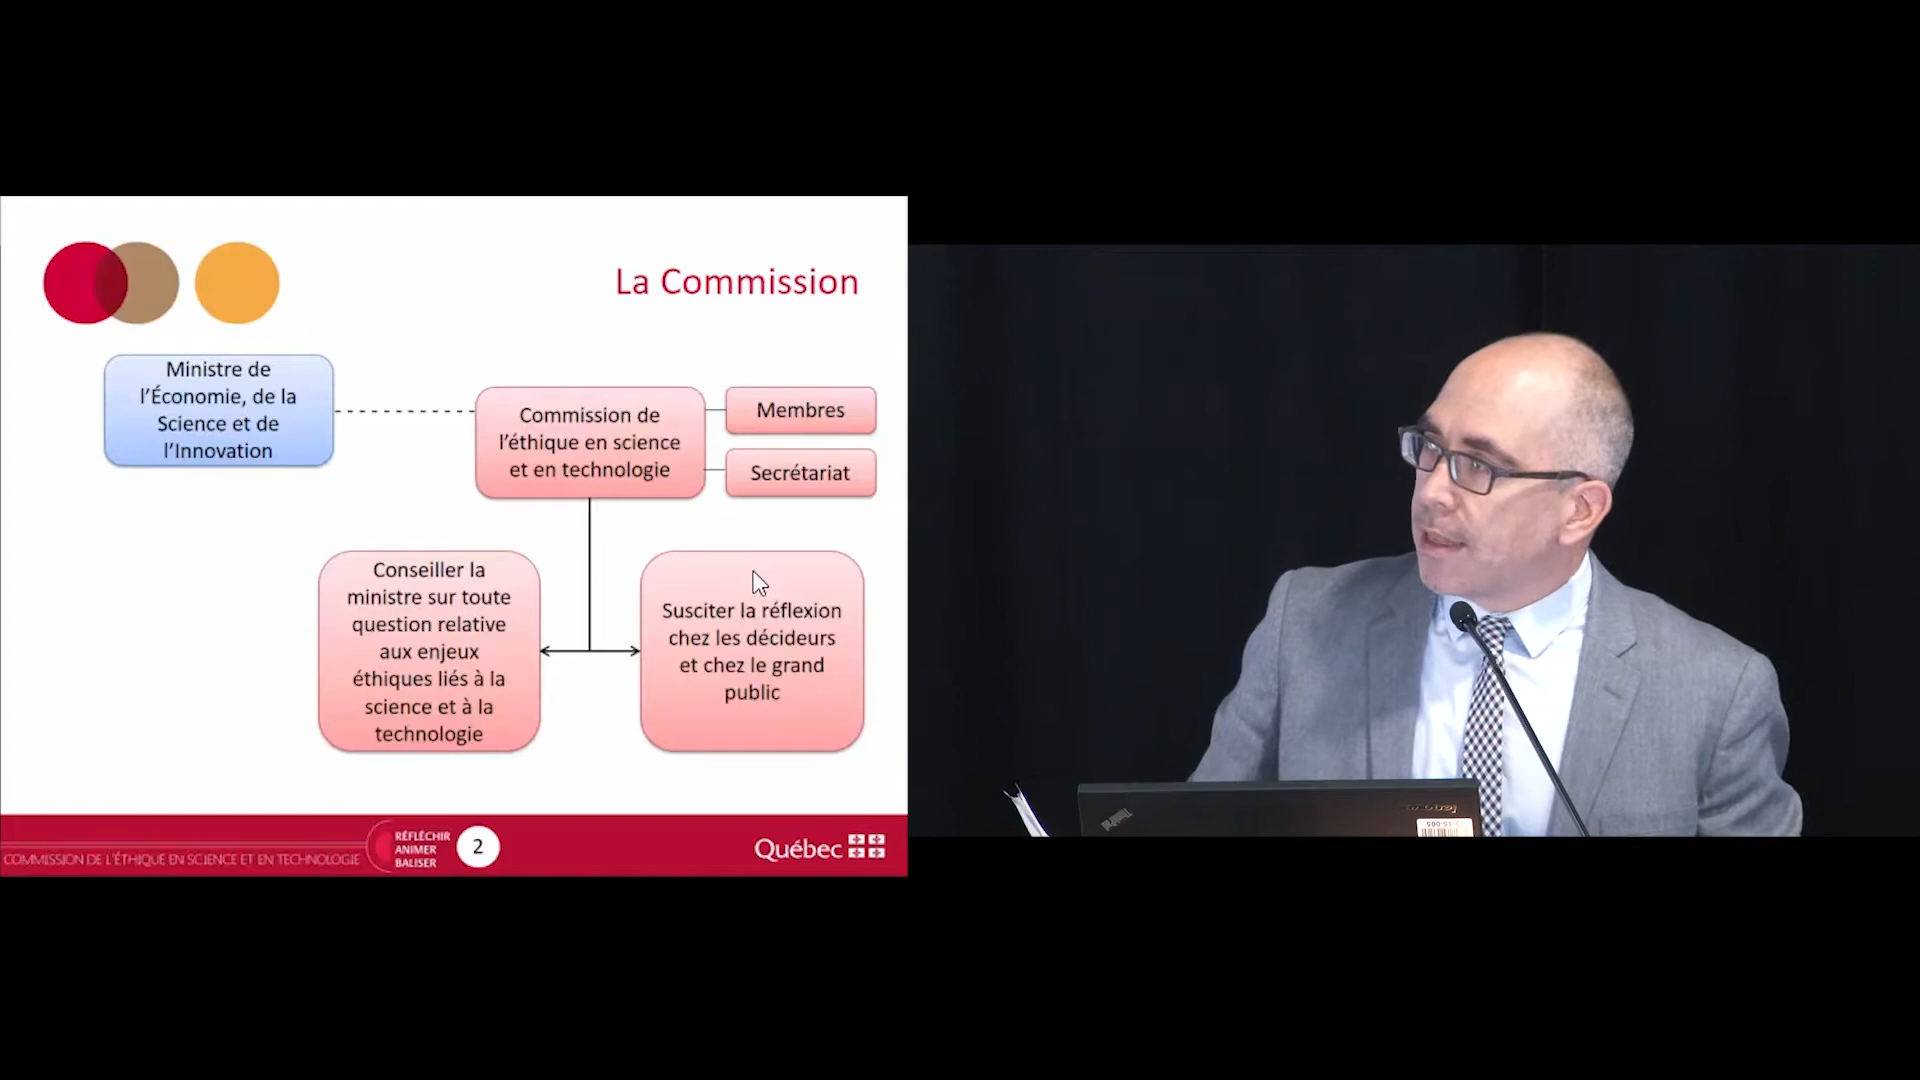 La Commission
Ministre de
l'Économie, de la
Science et de
l'Innovation
Commission de
l'éthique en science
et en technologie
Membres
Secrétariat
Conseiller la
ministre sur toute
question relative
aux enjeux
éthiques liés à la
science et à la
technologie
Susciter la réflexion
chez les décideurs
et chez le grand
public
COMMISSION DE L'ÉTHIQUE EN SCIENCE ET EN TECHNOLOGIE
RÉFLÉCHIR
ANIMER
BALISER
2
Québec
ThinkPad
lenovo